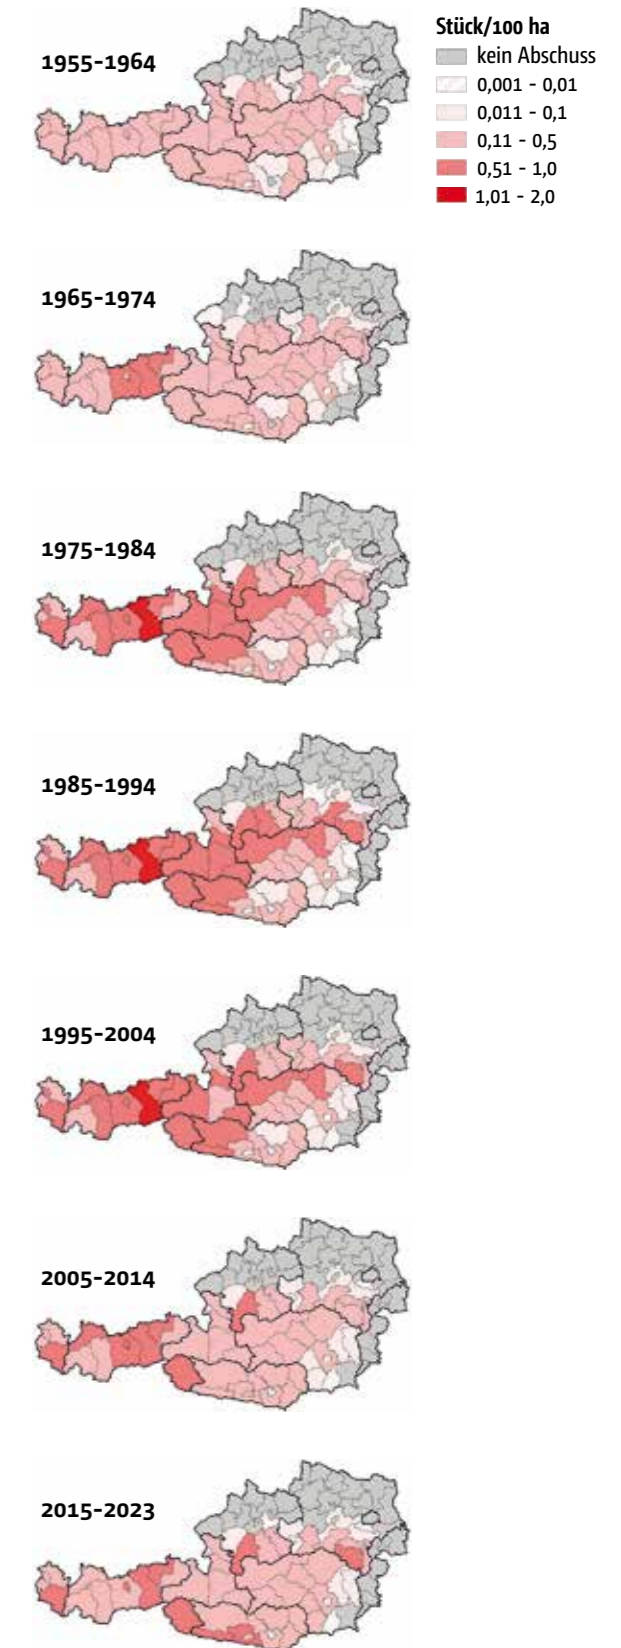 Stück/100 ha
kein Abschuss
0,001 - 0,01
0,011 - 0,1
0,11 - 0,5
0,51 - 1,0
1,01 - 2,0
1955-1964
1965-1974
1975-1984
1985-1994
1995-2004
2005-2014
2015-2023